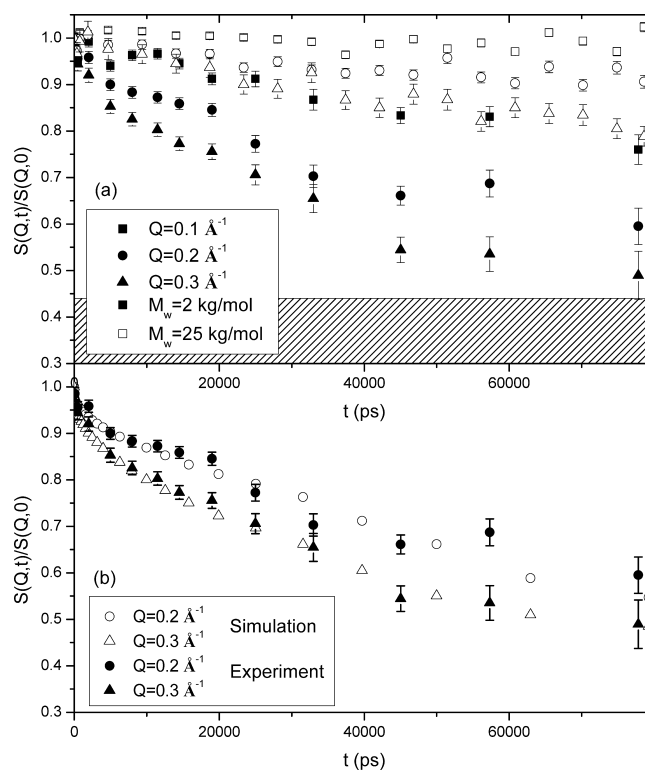 1.0
0.9
0.8
0.7
0.6
0.5
0.4
0.3
S(Q,t)/S(Q,0)
(a)
Q=0.1 Å⁻¹
Q=0.2 Å⁻¹
Q=0.3 Å⁻¹
M_w=2 kg/mol
M_w=25 kg/mol
20000 40000 60000
t (ps)
1.0
0.9
0.8
0.7
0.6
0.5
0.4
0.3
S(Q,t)/S(Q,0)
(b)
Q=0.2 Å⁻¹
Q=0.3 Å⁻¹
Simulation
Q=0.2 Å⁻¹
Q=0.3 Å⁻¹
Experiment
0 20000 40000 60000
t (ps)